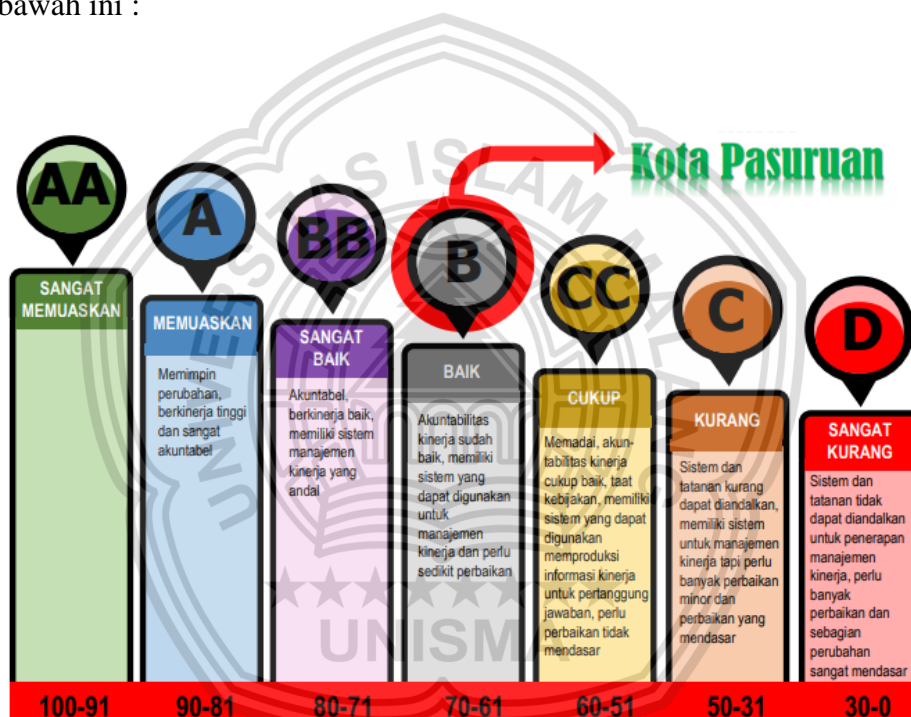 bawah ini :
Kota Pasuruan
AA
SANGAT
MEMUASKAN
100-91
A
MEMUASKAN
Memimpin
perubahan,
berkinerja tinggi
dan sangat
akuntabel
90-81
BB
SANGAT
BAIK
Akuntabel,
berkinerja baik,
memiliki sistem
manajemen
kinerja yang
andal
80-71
B
BAIK
Akuntabilitas
kinerja sudah
baik, memiliki
sistem yang
dapat digunakan
untuk
manajemen
kinerja dan perlu
sedikit perbaikan
70-61
CC
CUKUP
Memadai, akun-
tabilitas kinerja
cukup baik, taat
kebijakan, memiliki
sistem yang dapat
digunakan
memproduksi
informasi kinerja
untuk pertanggung
jawaban, perlu
perbaikan tidak
mendasar
60-51
C
KURANG
Sistem dan
tatanan kurang
dapat diandalkan,
memiliki sistem
untuk manajemen
kinerja tapi perlu
banyak perbaikan
minor dan
perbaikan yang
mendasar
50-31
D
SANGAT
KURANG
Sistem dan
tatanan tidak
dapat diandalkan
untuk penerapan
manajemen
kinerja, perlu
banyak
perbaikan dan
sebagian
perubahan
sangat mendasar
30-0
UNIVERSITAS ISLAM MALANG
UNISMA